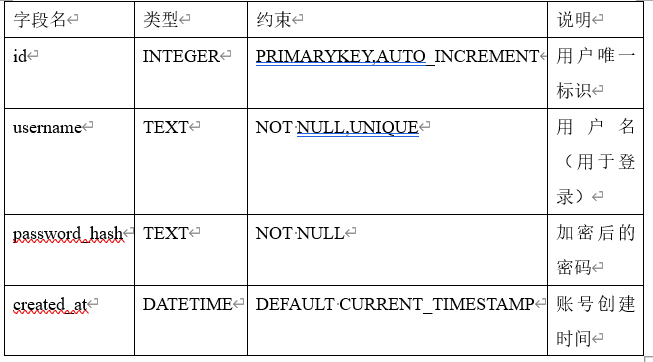 字段名 类型 约束 说明
id INTEGER PRIMARYKEY,AUTO_INCREMENT 用户唯一
标识
username TEXT NOT NULL,UNIQUE 用户名
（用于登
录）
password_hash TEXT NOT NULL 加密后的
密码
created_at DATETIME DEFAULT CURRENT_TIMESTAMP 账号创建
时间